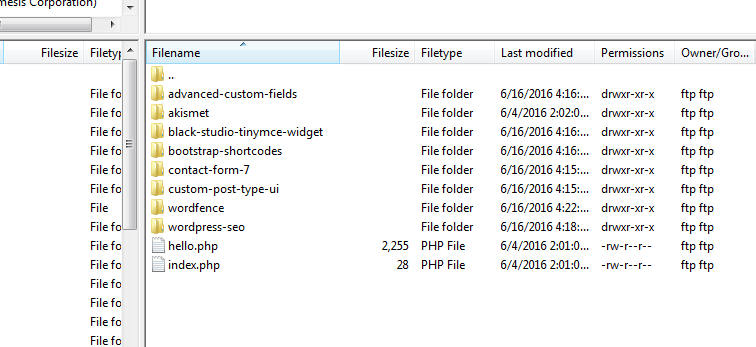 nesis Corporation)
Filesize Filetyp
File fo
File fo
File fo
File fo
File fo
File fo
File
File fo
File fo
File fo
File fo
File fo
File fo
File fo
Filename Filesize Filetype Last modified Permissions Owner/Gro...
..
advanced-custom-fields File folder 6/16/2016 4:16:... drwxr-xr-x ftp ftp
akismet File folder 6/4/2016 2:02:0... drwxr-xr-x ftp ftp
black-studio-tinymce-widget File folder 6/16/2016 4:16:... drwxr-xr-x ftp ftp
bootstrap-shortcodes File folder 6/16/2016 4:16:... drwxr-xr-x ftp ftp
contact-form-7 File folder 6/16/2016 4:15:... drwxr-xr-x ftp ftp
custom-post-type-ui File folder 6/16/2016 4:15:... drwxr-xr-x ftp ftp
wordfence File folder 6/16/2016 4:22:... drwxr-xr-x ftp ftp
wordpress-seo File folder 6/16/2016 4:18:... drwxr-xr-x ftp ftp
hello.php 2,255 PHP File 6/4/2016 2:01:0... -rw-r--r-- ftp ftp
index.php 28 PHP File 6/4/2016 2:01:0... -rw-r--r-- ftp ftp